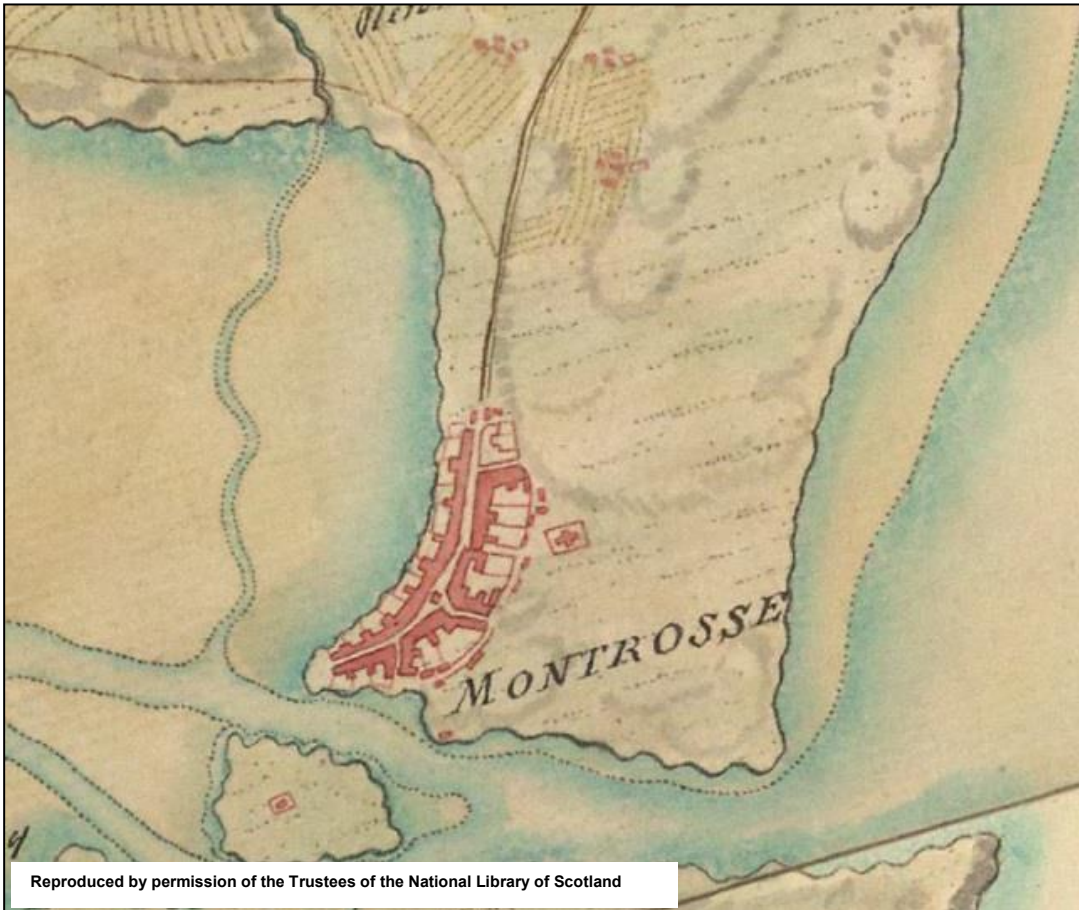 MONTROSSE
Reproduced by permission of the Trustees of the National Library of Scotland